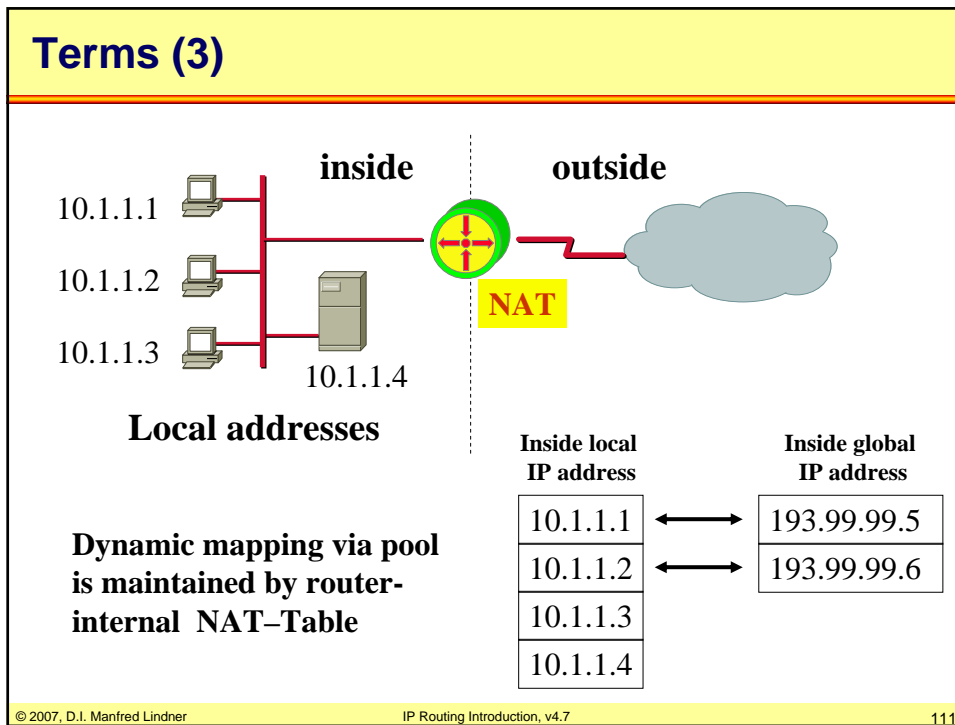 Terms (3)
inside
outside
10.1.1.1
10.1.1.2
10.1.1.3
10.1.1.4
NAT
Local addresses
Inside local
IP address
Inside global
IP address
10.1.1.1
193.99.99.5
10.1.1.2
193.99.99.6
10.1.1.3
10.1.1.4
Dynamic mapping via pool
is maintained by router-
internal NAT–Table
© 2007, D.I. Manfred Lindner
IP Routing Introduction, v4.7
111